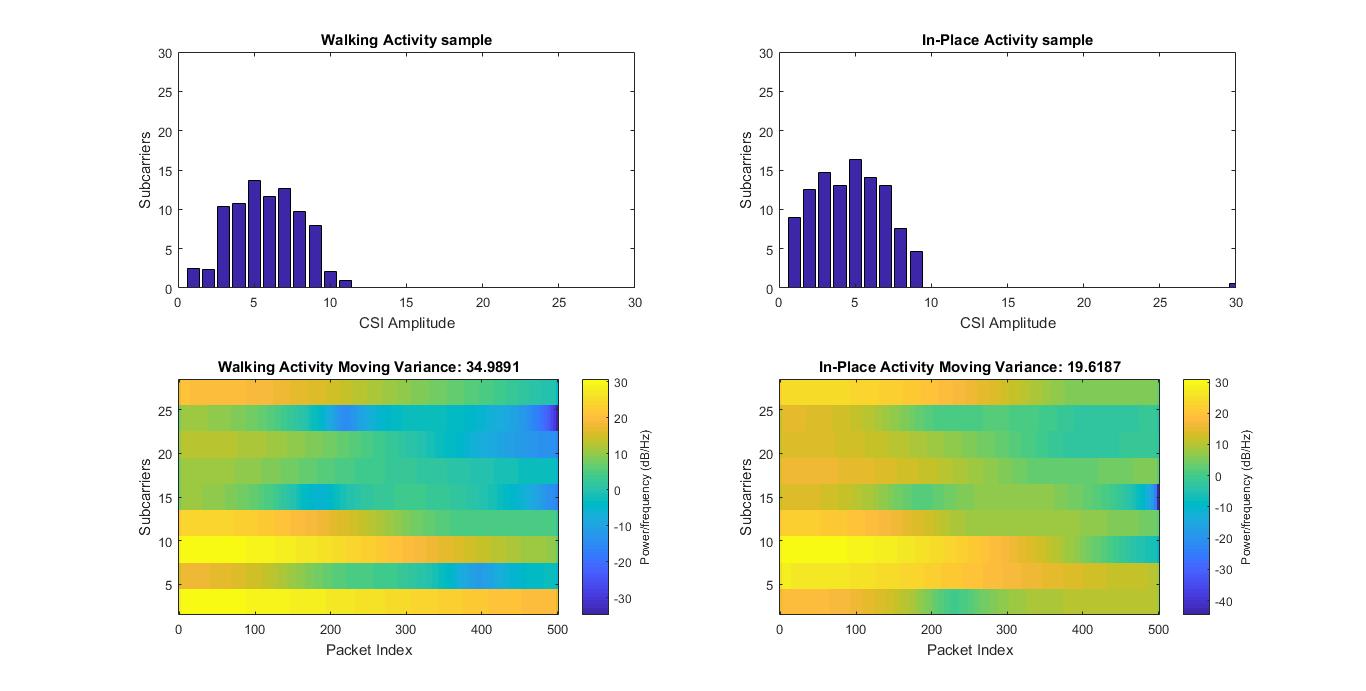 Walking Activity sample
30
25
20
15
10
5
0
Subcarriers
0 5 10 15 20 25 30
CSI Amplitude
In-Place Activity sample
30
25
20
15
10
5
0
Subcarriers
0 5 10 15 20 25 30
CSI Amplitude
Walking Activity Moving Variance: 34.9891
25
20
15
10
5
Subcarriers
0 100 200 300 400 500
Packet Index
30
20
10
0
-10
-20
-30
Power/frequency (dB/Hz)
In-Place Activity Moving Variance: 19.6187
25
20
15
10
5
Subcarriers
0 100 200 300 400 500
Packet Index
30
20
10
0
-10
-20
-30
-40
Power/frequency (dB/Hz)